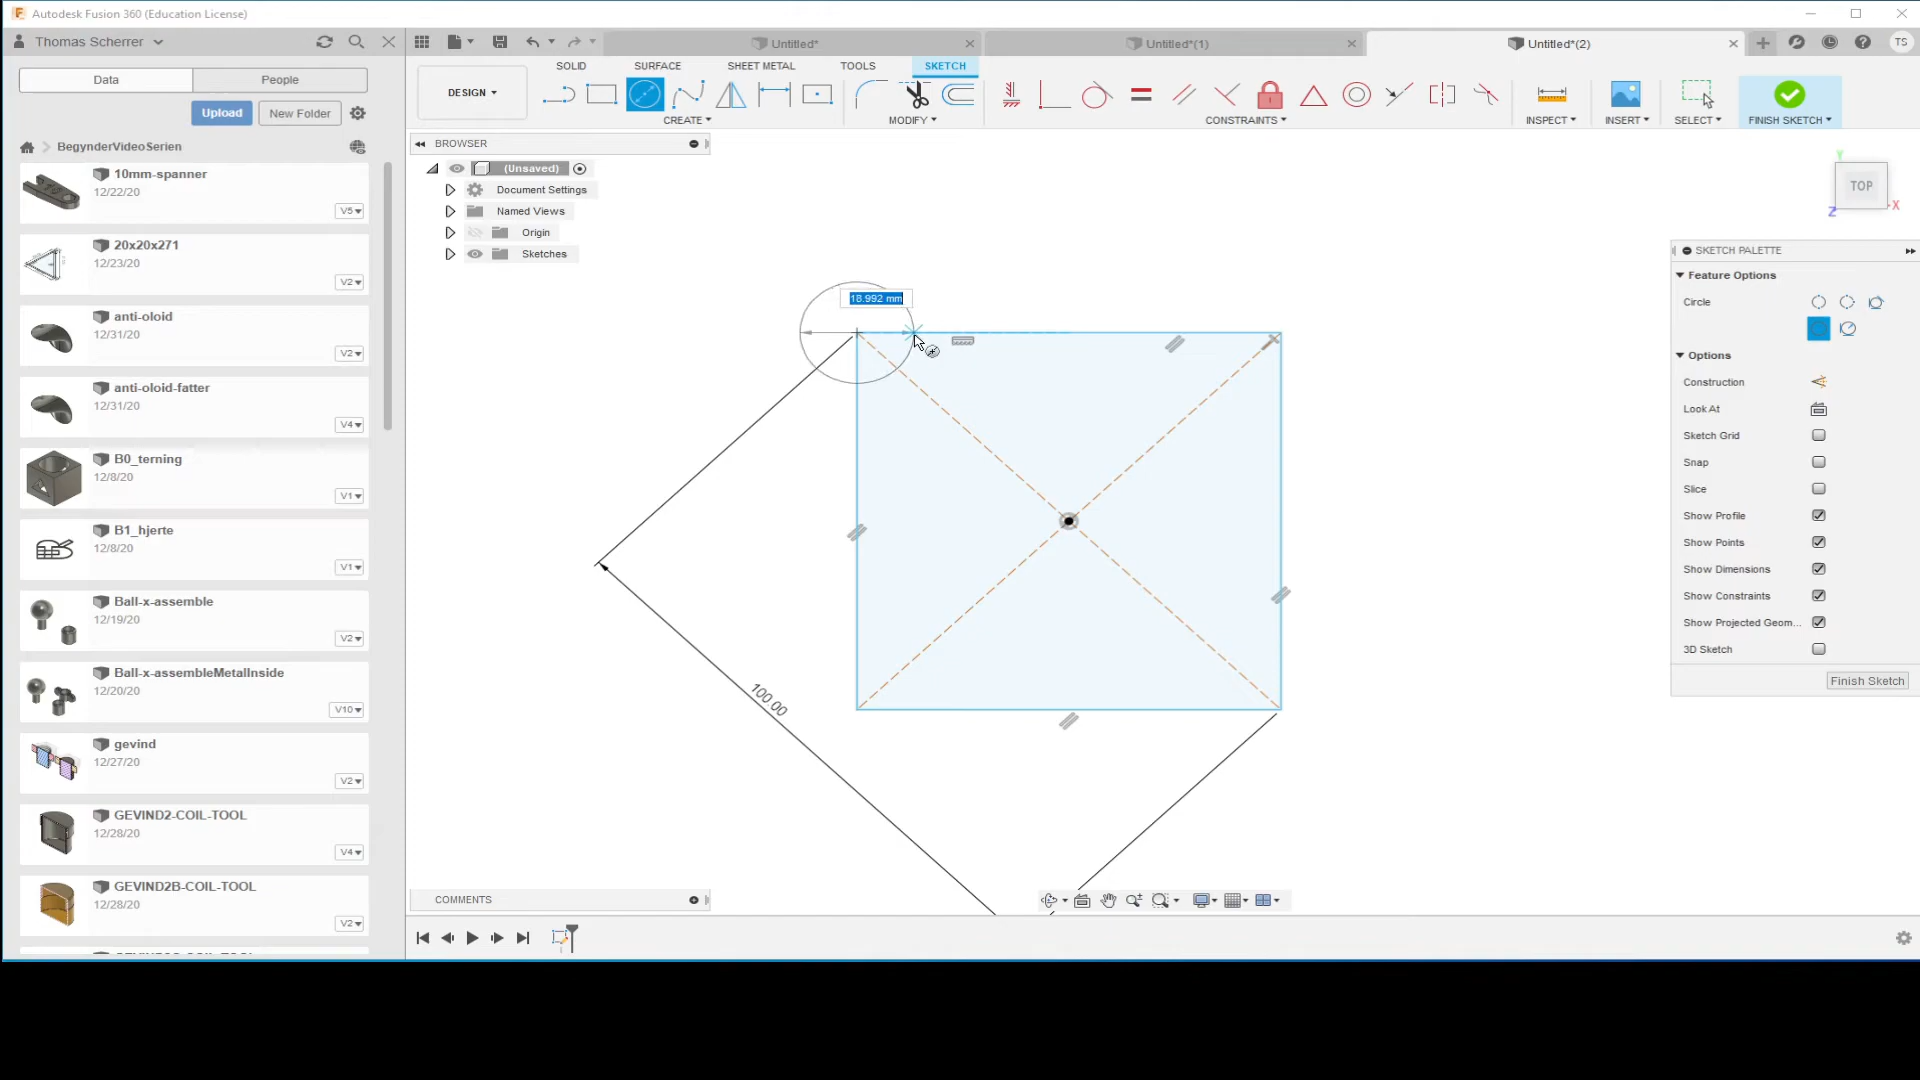 Autodesk Fusion 360 (Education License)
Thomas Scherrer
Untitled*
Untitled*(1)
Untitled*(2)
TS
Data
People
Upload
New Folder
BegynderVideoSerien
10mm-spanner
12/22/20
V5
20x20x271
12/23/20
V2
anti-oloid
12/31/20
V2
anti-oloid-fatter
12/31/20
V4
B0_terning
12/8/20
V1
B1_hjerte
12/8/20
V1
Ball-x-assemble
12/19/20
V2
Ball-x-assembleMetalInside
12/20/20
V10
gevind
12/27/20
V2
GEVIND2-COIL-TOOL
12/28/20
V4
GEVIND2B-COIL-TOOL
12/28/20
V2
DESIGN
SOLID
SURFACE
SHEET METAL
TOOLS
SKETCH
CREATE
MODIFY
CONSTRAINTS
INSPECT
INSERT
SELECT
FINISH SKETCH
BROWSER
(Unsaved)
Document Settings
Named Views
Origin
Sketches
18.992 mm
100.00
TOP
Y
X
Z
SKETCH PALETTE
Feature Options
Circle
Options
Construction
Look At
Sketch Grid
Snap
Slice
Show Profile
Show Points
Show Dimensions
Show Constraints
Show Projected Geom...
3D Sketch
Finish Sketch
COMMENTS